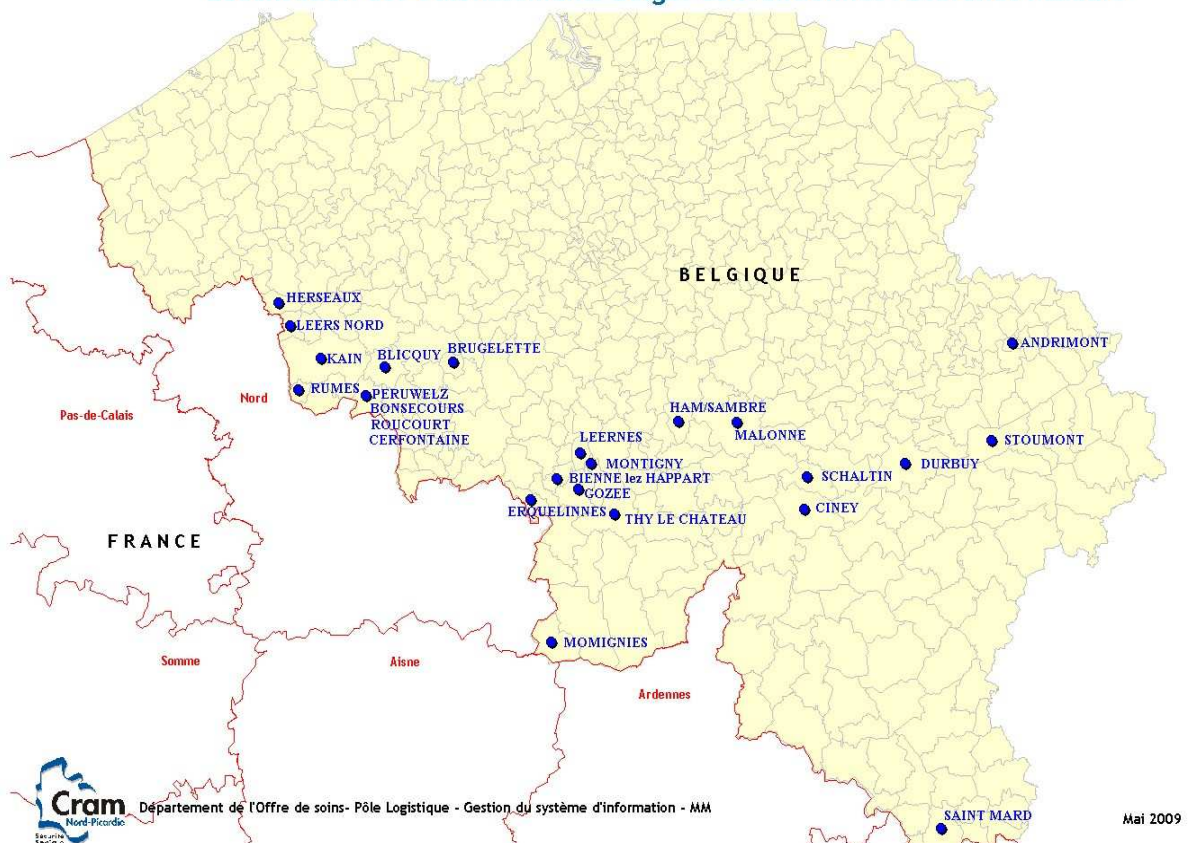 BELGIQUE
HERSEAUX
LEERS NORD
KAIN
BLICQUY
BRUGELETTE
ANDRIMONT
RUMES
PERUWELZ
BONSECOURS
ROUCOURT
CERFONTAINE
Nord
Pas-de-Calais
HAM/SAMBRE
MALONNE
LEERNES
MONTIGNY
BIENNE lez HAPPART
GOZEE
ERQUELINNES
THY LE CHATEAU
SCHALTIN
CINEY
DURBUY
STOUMONT
FRANCE
MOMIGNIES
Somme
Aisne
Ardennes
SAINT MARD
Cram
Nord-Picardie
Département de l'Offre de soins- Pôle Logistique - Gestion du système d'information - MM
Mai 2009